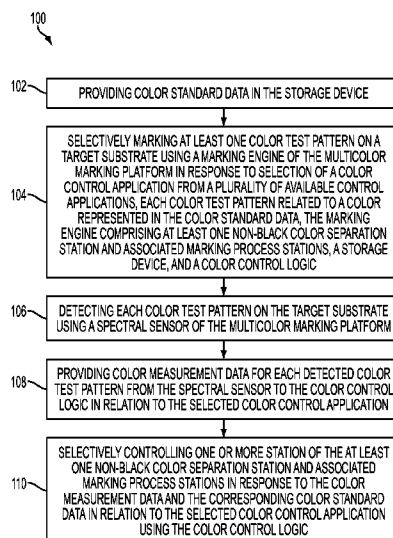 100
102
PROVIDING COLOR STANDARD DATA IN THE STORAGE DEVICE
104
SELECTIVELY MARKING AT LEAST ONE COLOR TEST PATTERN ON A
TARGET SUBSTRATE USING A MARKING ENGINE OF THE MULTICOLOR
MARKING PLATFORM IN RESPONSE TO SELECTION OF A COLOR
CONTROL APPLICATION FROM A PLURALITY OF AVAILABLE CONTROL
APPLICATIONS, EACH COLOR TEST PATTERN RELATED TO A COLOR
REPRESENTED IN THE COLOR STANDARD DATA, THE MARKING
ENGINE COMPRISING AT LEAST ONE NON-BLACK COLOR SEPARATION
STATION AND ASSOCIATED MARKING PROCESS STATIONS, A STORAGE
DEVICE, AND A COLOR CONTROL LOGIC
106
DETECTING EACH COLOR TEST PATTERN ON THE TARGET SUBSTRATE
USING A SPECTRAL SENSOR OF THE MULTICOLOR MARKING PLATFORM
108
PROVIDING COLOR MEASUREMENT DATA FOR EACH DETECTED COLOR
TEST PATTERN FROM THE SPECTRAL SENSOR TO THE COLOR CONTROL
LOGIC IN RELATION TO THE SELECTED COLOR CONTROL APPLICATION
110
SELECTIVELY CONTROLLING ONE OR MORE STATION OF THE AT LEAST
ONE NON-BLACK COLOR SEPARATION STATION AND ASSOCIATED
MARKING PROCESS STATIONS IN RESPONSE TO THE COLOR
MEASUREMENT DATA AND THE CORRESPONDING COLOR STANDARD
DATA IN RELATION TO THE SELECTED COLOR CONTROL APPLICATION
USING THE COLOR CONTROL LOGIC